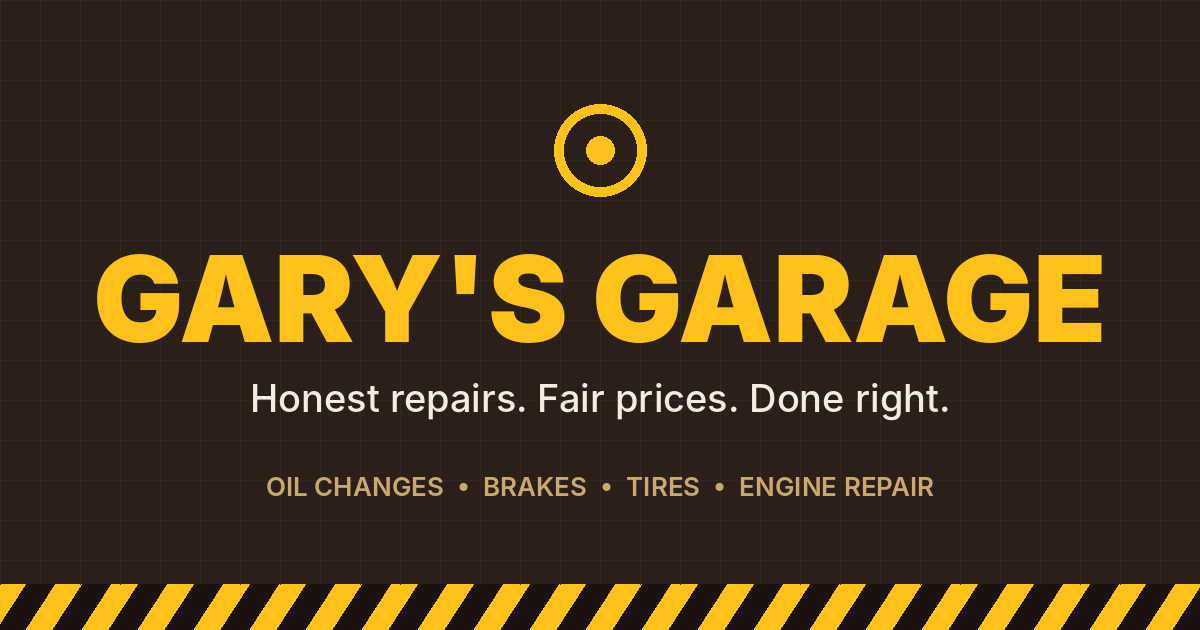 GARY'S GARAGE
Honest repairs. Fair prices. Done right.
OIL CHANGES • BRAKES • TIRES • ENGINE REPAIR